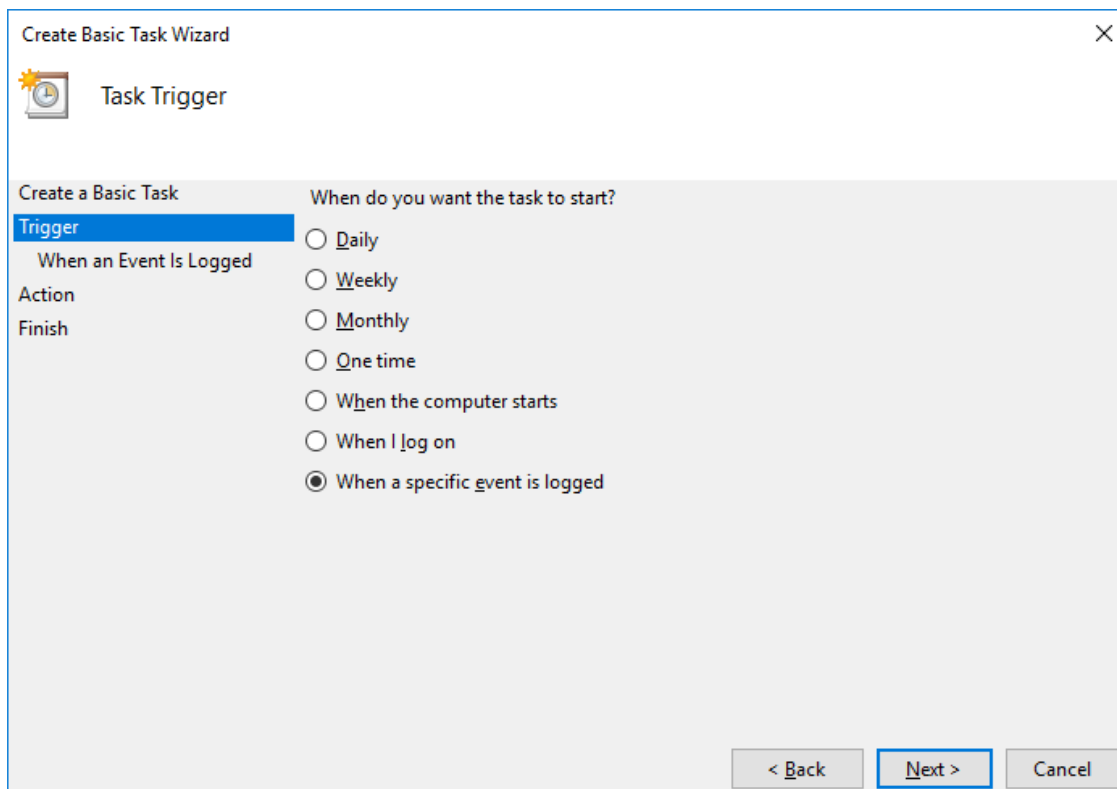 Create Basic Task Wizard
Task Trigger
Create a Basic Task
Trigger
When an Event Is Logged
Action
Finish
When do you want the task to start?
Daily
Weekly
Monthly
One time
When the computer starts
When I log on
When a specific event is logged
< Back
Next >
Cancel